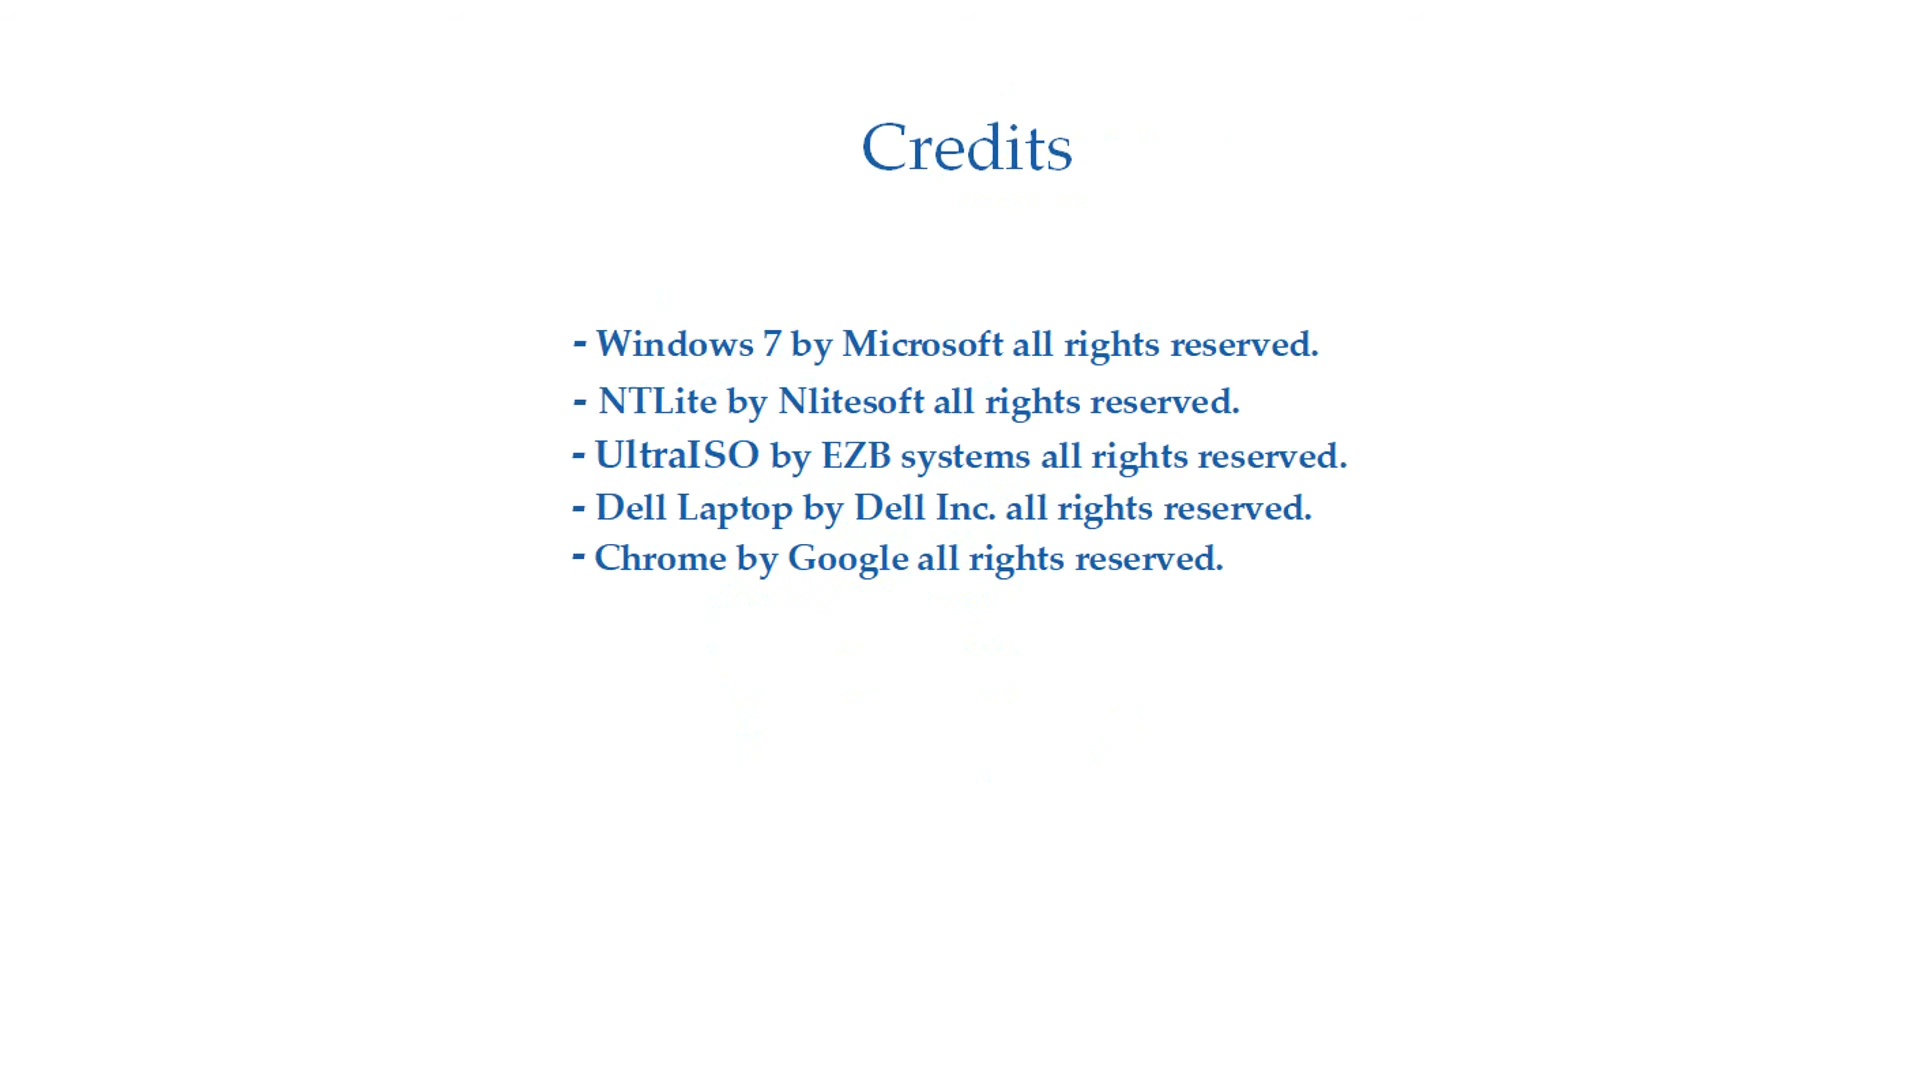 Credits
- Windows 7 by Microsoft all rights reserved.
- NTLite by Nlitesoft all rights reserved.
- UltraISO by EZB systems all rights reserved.
- Dell Laptop by Dell Inc. all rights reserved.
- Chrome by Google all rights reserved.